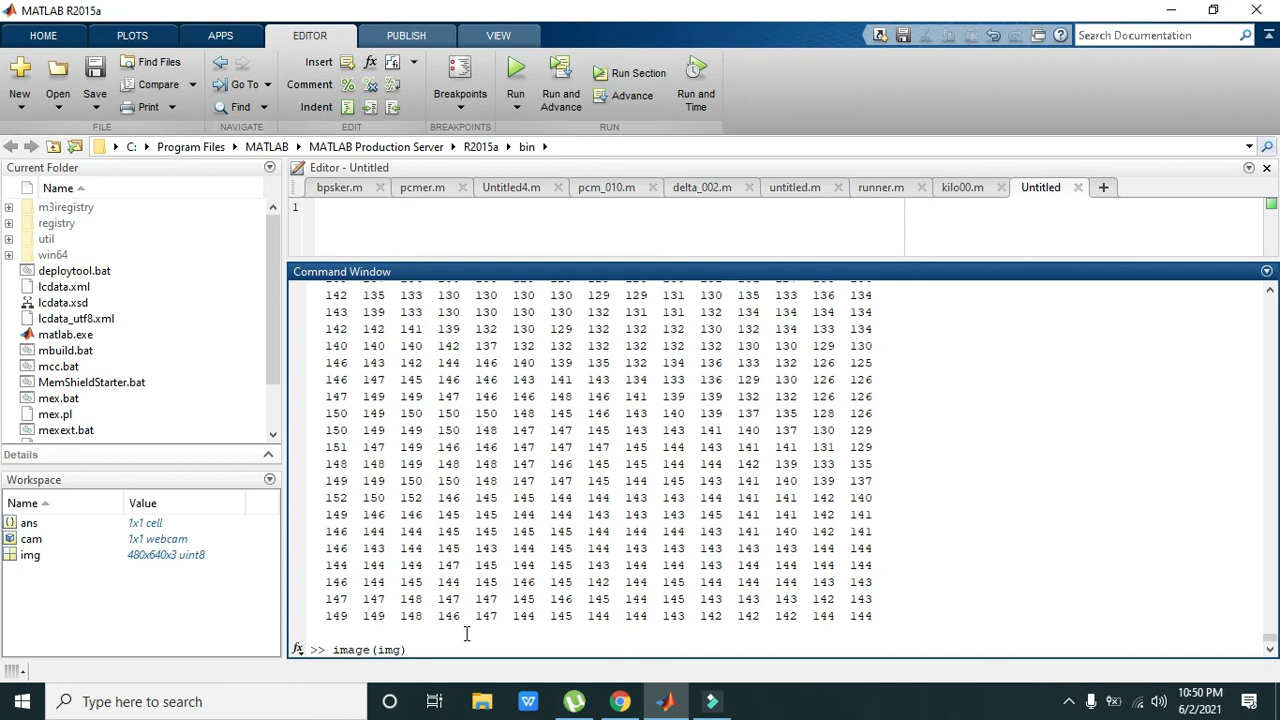 MATLAB R2015a
HOME PLOTS APPS EDITOR PUBLISH VIEW Search Documentation
New Open Save Find Files Compare Print
FILE
Go To Find
NAVIGATE
Insert Comment Indent
EDIT
Breakpoints
BREAKPOINTS
Run Run and Advance Run Section Advance Run and Time
RUN
C: Program Files MATLAB MATLAB Production Server R2015a bin
Current Folder
Name
m3iregistry
registry
util
win64
deploytool.bat
lcdata.xml
lcdata.xsd
lcdata_utf8.xml
matlab.exe
mbuild.bat
mcc.bat
MemShieldStarter.bat
mex.bat
mex.pl
mexext.bat
Details
Workspace
Name Value
ans 1x1 cell
cam 1x1 webcam
img 480x640x3 uint8
Editor - Untitled
bpsker.m pcmer.m Untitled4.m pcm_010.m delta_002.m untitled.m runner.m kilo00.m Untitled
1
Command Window
142 135 133 130 130 130 130 129 129 131 130 135 133 136 134
143 139 133 130 130 130 130 132 131 131 132 134 134 134 134
142 142 141 139 132 130 129 132 132 132 130 132 134 133 134
140 140 140 142 137 132 132 132 132 132 132 130 130 129 130
146 143 142 144 146 140 139 135 132 134 136 133 132 126 125
146 147 145 146 146 143 141 143 134 133 136 129 130 126 126
147 149 149 147 146 146 148 146 141 139 139 132 132 126 126
150 149 150 150 150 148 145 146 143 140 139 137 135 128 126
150 149 149 150 148 147 147 145 145 143 141 140 137 130 129
151 147 149 146 146 147 147 147 145 144 143 141 141 131 129
148 148 149 148 148 147 146 145 145 144 144 142 139 133 135
149 149 150 150 148 147 147 145 144 145 143 141 140 139 137
152 150 152 146 145 145 144 144 143 143 144 141 141 142 140
149 146 146 145 145 144 144 143 143 143 145 141 141 142 141
146 144 144 145 145 144 145 144 144 143 143 141 140 142 141
146 143 144 145 143 144 145 144 143 143 143 143 143 144 144
144 144 144 147 145 144 145 143 144 144 143 144 144 144 144
146 144 145 144 145 146 145 142 144 145 144 144 144 143 143
147 147 148 147 147 145 146 145 144 145 143 143 144 142 143
149 149 148 146 147 144 145 144 144 143 142 142 142 144 144
fx >> image(img)
Type here to search
10:50 PM
6/2/2021